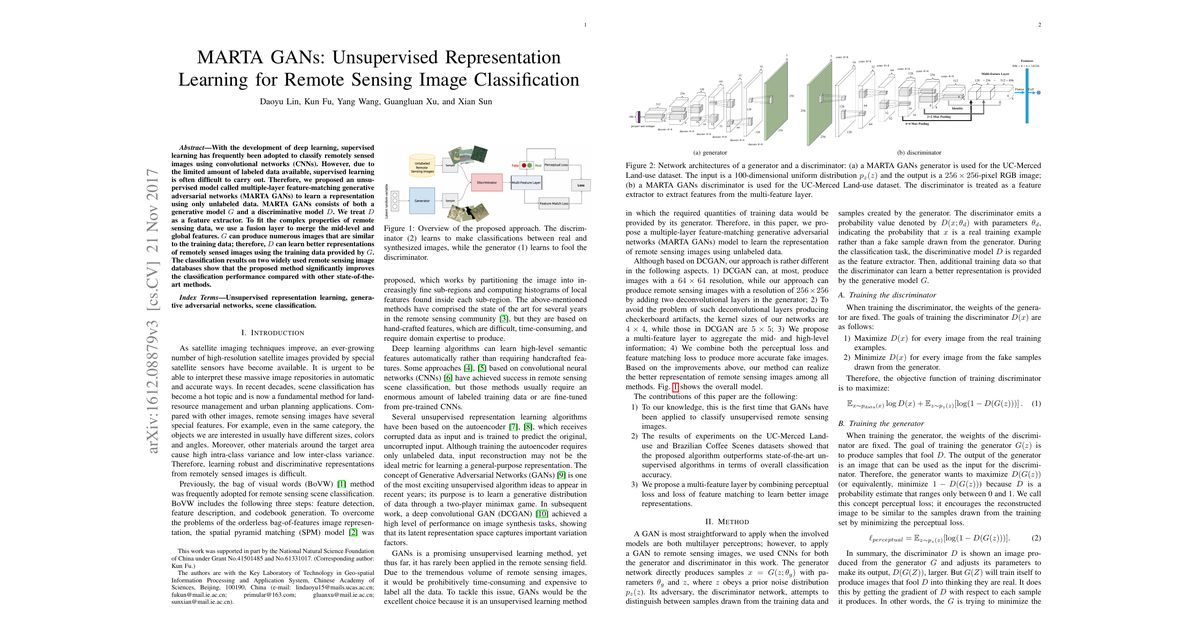 1
MARTA GANs: Unsupervised Representation
Learning for Remote Sensing Image Classification
Daoyu Lin, Kun Fu, Yang Wang, Guangluan Xu, and Xian Sun
arXiv:1612.08879v3 [cs.CV] 21 Nov 2017
Abstract—With the development of deep learning, supervised
learning has frequently been adopted to classify remotely sensed
images using convolutional networks (CNNs). However, due to
the limited amount of labeled data available, supervised learning
is often difficult to carry out. Therefore, we proposed an un-
supervised model called multiple-layer feature-matching generative
adversarial networks (MARTA GANs) to learn a representation
using only unlabeled data. MARTA GANs consists of both a
generative model G and a discriminative model D. We treat D
as a feature extractor. To fit the complex properties of remote
sensing data, we use a fusion layer to merge the mid-level and
global features. G can produce numerous images that are similar
to the training data; therefore, D can learn better representations
of remotely sensed images using the training data provided by G.
The classification results on two widely used remote sensing image
databases show that the proposed method significantly improves
the classification performance compared with other state-of-the-
art methods.
Index Terms—Unsupervised representation learning, genera-
tive adversarial networks, scene classification.
I. INTRODUCTION
As satellite imaging techniques improve, an ever-growing
number of high-resolution satellite images provided by special
satellite sensors have become available. It is urgent to be
able to interpret these massive image repositories in automatic
and accurate ways. In recent decades, scene classification has
become a hot topic and is now a fundamental method for land-
resource management and urban planning applications. Com-
pared with other images, remote sensing images have several
special features. For example, even in the same category, the
objects we are interested in usually have different sizes, colors
and angles. Moreover, other materials around the target area
cause high intra-class variance and low inter-class variance.
Therefore, learning robust and discriminative representations
from remotely sensed images is difficult.
Previously, the bag of visual words (BoVW) [1] method
was frequently adopted for remote sensing scene classification.
BoVW includes the following three steps: feature detection,
feature description, and codebook generation. To overcome
the problems of the orderless bag-of-features image represen-
tation, the spatial pyramid matching (SPM) model [2] was
This work was supported in part by the National Natural Science Foundation
of China under Grant No.41501485 and No.61331017. (Corresponding author:
Kun Fu.)
The authors are with the Key Laboratory of Technology in Geo-spatial
Information Processing and Application System, Chinese Academy of
Sciences, Beijing, 100190, China (e-mail: lindaoyu15@mails.ucas.ac.cn;
fukun@mail.ie.ac.cn; primular@163.com; gluanxu@mail.ie.ac.cn;
sunxian@mail.ie.ac.cn).
Unlabeled
Remote
Sensing Images
Generator
Discriminator
Multi-Feature Layer
Perceptual Loss
Feature Match Loss
Loss
Figure 1: Overview of the proposed approach. The discrim-
inator (2) learns to make classifications between real and
synthesized images, while the generator (1) learns to fool the
discriminator.
proposed, which works by partitioning the image into in-
creasingly fine sub-regions and computing histograms of local
features found inside each sub-region. The above-mentioned
methods have comprised the state of the art for several years
in the remote sensing community [3], but they are based on
hand-crafted features, which are difficult, time-consuming, and
require domain expertise to produce.
Deep learning algorithms can learn high-level semantic
features automatically rather than requiring handcrafted fea-
tures. Some approaches [4], [5] based on convolutional neural
networks (CNNs) [6] have achieved success in remote sensing
scene classification, but those methods usually require an
enormous amount of labeled training data or are fine-tuned
from pre-trained CNNs.
Several unsupervised representation learning algorithms
have been based on the autoencoder [7], [8], which receives
corrupted data as input and is trained to predict the original,
uncorrupted input. Although training the autoencoder requires
only unlabeled data, input reconstruction may not be the
ideal metric for learning a general-purpose representation. The
concept of Generative Adversarial Networks (GANs) [9] is one
of the most exciting unsupervised algorithm ideas to appear in
recent years; its purpose is to learn a generative distribution
of data through a two-player minimax game. In subsequent
work, a deep convolutional GAN (DCGAN) [10] achieved a
high level of performance on image synthesis tasks, showing
that its latent representation space captures important variation
factors.
GANs is a promising unsupervised learning method, yet
thus far, it has rarely been applied in the remote sensing field.
Due to the tremendous volume of remote sensing images,
it would be prohibitively time-consuming and expensive to
label all the data. To tackle this issue, GANs would be the
excellent choice because it is an unsupervised learning method
2
(a) generator
(b) discriminator
Figure 2: Network architectures of a generator and a discriminator: (a) a MARTA GANs generator is used for the UC-Merced
Land-use dataset. The input is a 100-dimensional uniform distribution p_z(z) and the output is a 256 × 256-pixel RGB image;
(b) a MARTA GANs discriminator is used for the UC-Merced Land-use dataset. The discriminator is treated as a feature
extractor to extract features from the multi-feature layer.
in which the required quantities of training data would be
provided by its generator. Therefore, in this paper, we pro-
pose a multiple-layer feature-matching generative adversarial
networks (MARTA GANs) model to learn the representation
of remote sensing images using unlabeled data.
Although based on DCGAN, our approach is rather different
in the following aspects. 1) DCGAN can, at most, produce
images with a 64 × 64 resolution, while our approach can
produce remote sensing images with a resolution of 256×256
by adding two deconvolutional layers in the generator; 2) To
avoid the problem of such deconvolutional layers producing
checkerboard artifacts, the kernel sizes of our networks are
4 × 4, while those in DCGAN are 5 × 5; 3) We propose
a multi-feature layer to aggregate the mid- and high-level
information; 4) We combine both the perceptual loss and
feature matching loss to produce more accurate fake images.
Based on the improvements above, our method can realize
the better representation of remote sensing images among all
methods. Fig. 1 shows the overall model.
The contributions of this paper are the following:
1) To our knowledge, this is the first time that GANs have
been applied to classify unsupervised remote sensing
images.
2) The results of experiments on the UC-Merced Land-
use and Brazilian Coffee Scenes datasets showed that
the proposed algorithm outperforms state-of-the-art un-
supervised algorithms in terms of overall classification
accuracy.
3) We propose a multi-feature layer by combining perceptual
loss and loss of feature matching to learn better image
representations.
II. METHOD
A GAN is most straightforward to apply when the involved
models are both multilayer perceptrons; however, to apply
a GAN to remote sensing images, we used CNNs for both
the generator and discriminator in this work. The generator
network directly produces samples x = G(z; θ_g) with pa-
rameters θ_g and z, where z obeys a prior noise distribution
p_z(z). Its adversary, the discriminator network, attempts to
distinguish between samples drawn from the training data and
samples created by the generator. The discriminator emits a
probability value denoted by D(x; θ_d) with parameters θ_d,
indicating the probability that x is a real training example
rather than a fake sample drawn from the generator. During
the classification task, the discriminative model D is regarded
as the feature extractor. Then, additional training data so that
the discriminator can learn a better representation is provided
by the generative model G.
A. Training the discriminator
When training the discriminator, the weights of the genera-
tor are fixed. The goals of training the discriminator D(x) are
as follows:
1) Maximize D(x) for every image from the real training
examples.
2) Minimize D(x) for every image from the fake samples
drawn from the generator.
Therefore, the objective function of training discriminator
is to maximize:
𝔼_{x∼p_data(x)} log D(x) + 𝔼_{z∼p_z(z)}[log(1 − D(G(z)))]. (1)
B. Training the generator
When training the generator, the weights of the discrimi-
nator are fixed. The goal of training the generator G(z) is
to produce samples that fool D. The output of the generator
is an image that can be used as the input for the discrimi-
nator. Therefore, the generator wants to maximize D(G(z))
(or equivalently, minimize 1 − D(G(z))) because D is a
probability estimate that ranges only between 0 and 1. We call
this concept perceptual loss; it encourages the reconstructed
image to be similar to the samples drawn from the training
set by minimizing the perceptual loss.
ℓ_perceptual = 𝔼_{z∼p_z(z)}[log(1 − D(G(z)))]. (2)
In summary, the discriminator D is shown an image pro-
duced from the generator G and adjusts its parameters to
make its output, D(G(Z)), larger. But G(Z) will train itself to
produce images that fool D into thinking they are real. It does
this by getting the gradient of D with respect to each sample
it produces. In other words, the G is trying to minimize the